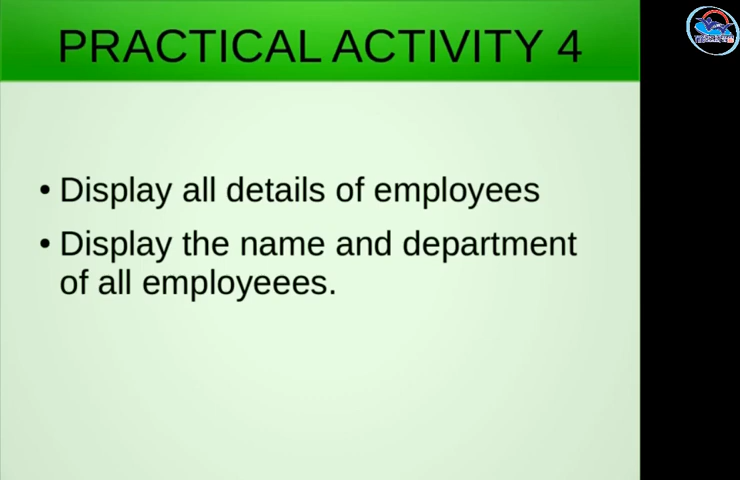 PRACTICAL ACTIVITY 4
• Display all details of employees
• Display the name and department
of all employeees.